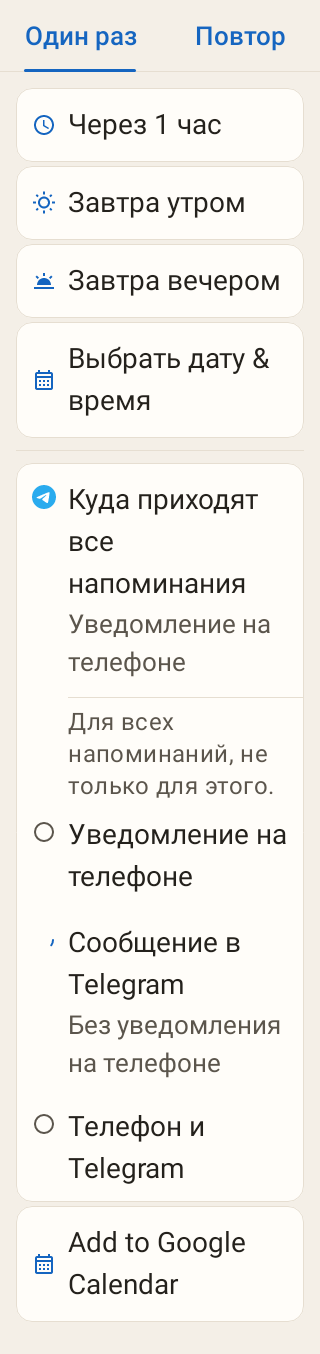 Один раз
Повтор
Через 1 час
Завтра утром
Завтра вечером
Выбрать дату &
время
Куда приходят
все
напоминания
Уведомление на
телефоне
Для всех
напоминаний, не
только для этого.
Уведомление на
телефоне
Сообщение в
Telegram
Без уведомления
на телефоне
Телефон и
Telegram
Add to Google
Calendar